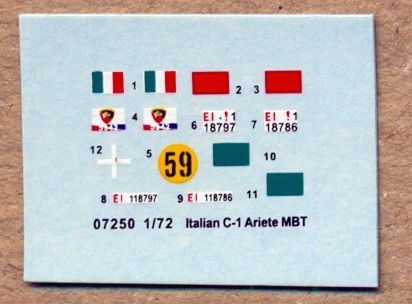 1 2 3
4 EI 1 EI 1
6 18797 7 18786
12 5 59 10
8 EI 118797 9 EI 118786 11
07250 1/72 Italian C-1 Ariete MBT